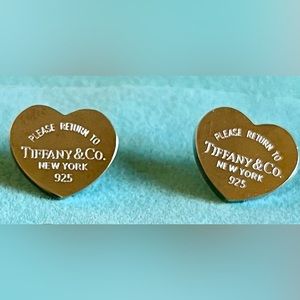 PLEASE RETURN TO
TIFFANY & CO.
NEW YORK
925
PLEASE RETURN TO
TIFFANY & CO.
NEW YORK
925